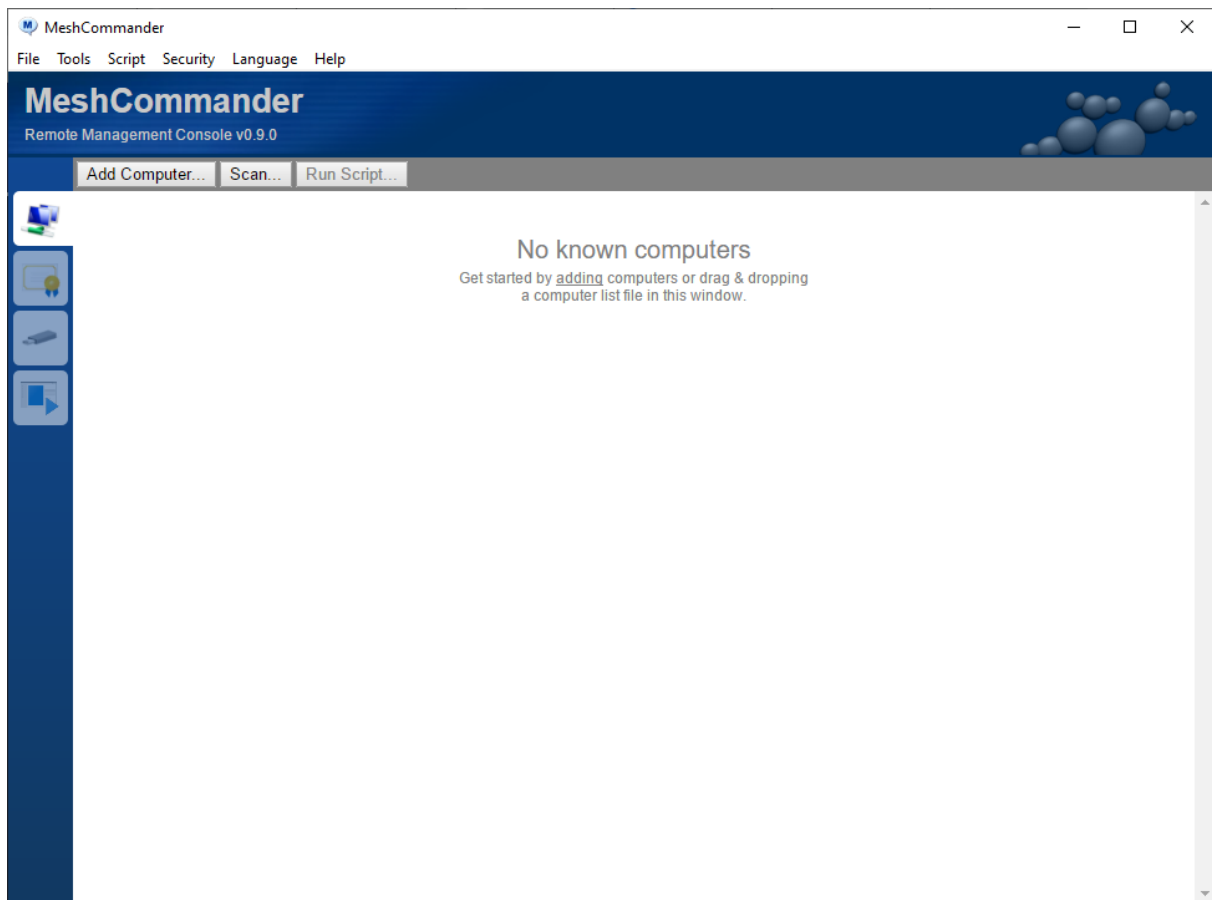 MeshCommander
File Tools Script Security Language Help
MeshCommander
Remote Management Console v0.9.0
Add Computer... Scan... Run Script...
No known computers
Get started by adding computers or drag & dropping
a computer list file in this window.